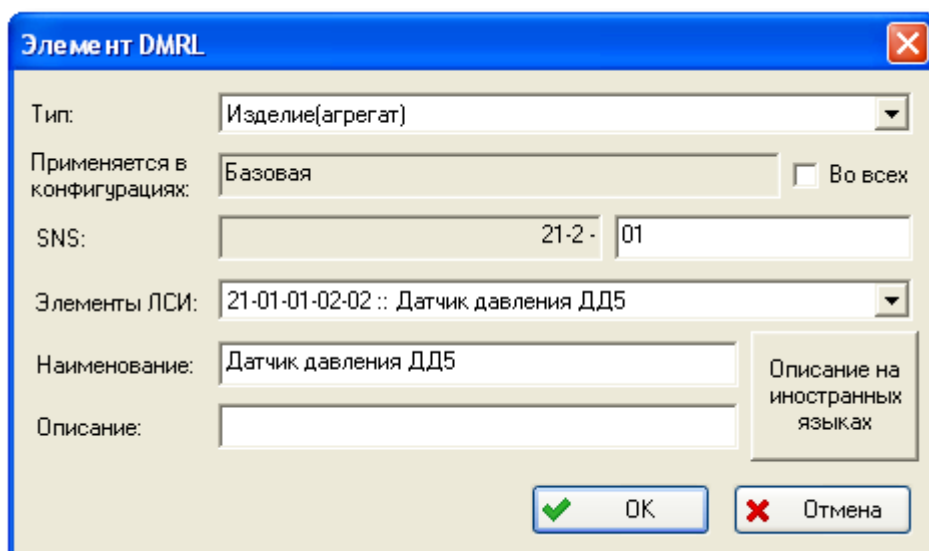 Элемент DMRL
Тип:
Изделие(агрегат)
Применяется в
конфигурациях:
Базовая
Во всех
SNS:
21-2 - 01
Элементы ЛСИ:
21-01-01-02-02 :: Датчик давления ДД5
Наименование:
Датчик давления ДД5
Описание:
Описание на
иностранных
языках
OK
Отмена